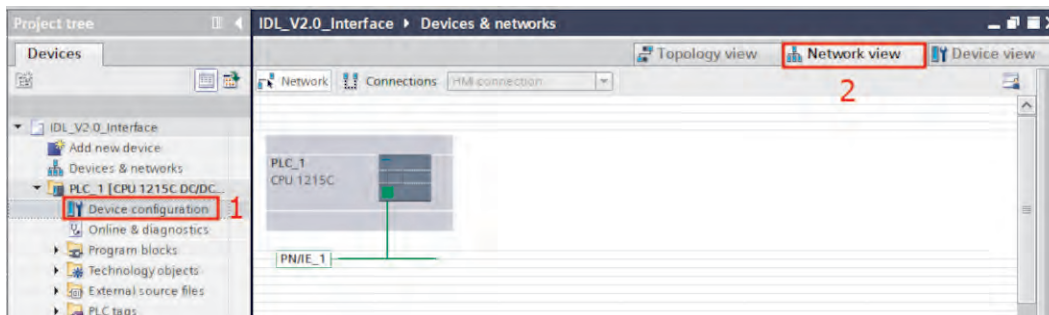 Project tree
IDL_V2.0_Interface ▸ Devices & networks
Devices
Topology view
Network view
Device view
Network
Connections
HMI connection
2
IDL_V2.0_Interface
Add new device
Devices & networks
PLC_1 [CPU 1215C DC/DC...
Device configuration
1
Online & diagnostics
Program blocks
Technology objects
External source files
PLC tags
PLC_1
CPU 1215C
PN/IE_1